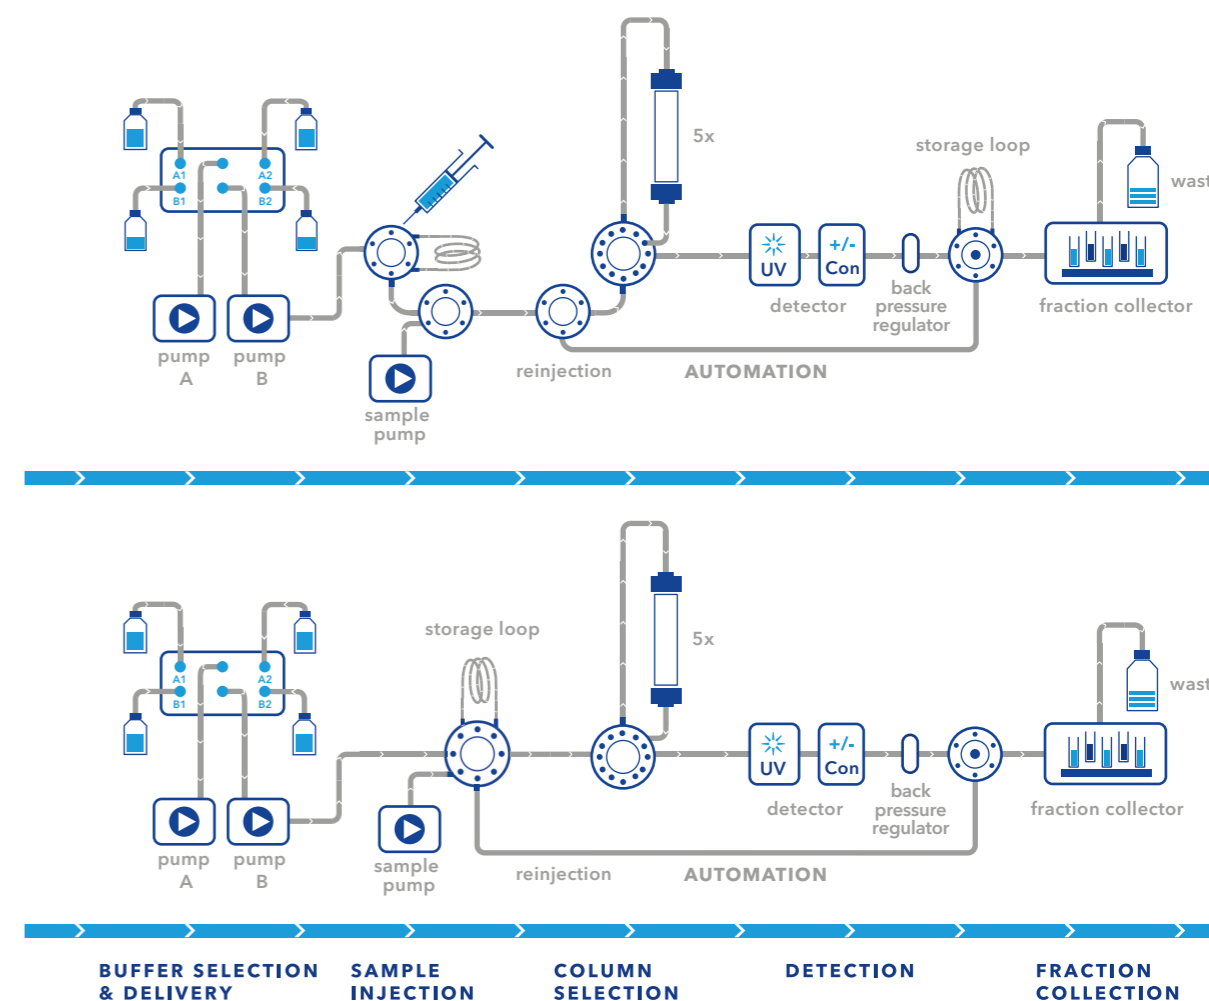 A1
A2
B1
B2
5x
storage loop
wast
UV
+/-
Con
detector
back
pressure
regulator
fraction collector
pump
A
pump
B
reinjection
AUTOMATION
sample
pump
storage loop
5x
A1
A2
B1
B2
wast
UV
+/-
Con
detector
back
pressure
regulator
fraction collector
pump
A
pump
B
sample
pump
reinjection
AUTOMATION
BUFFER SELECTION
& DELIVERY
SAMPLE
INJECTION
COLUMN
SELECTION
DETECTION
FRACTION
COLLECTION